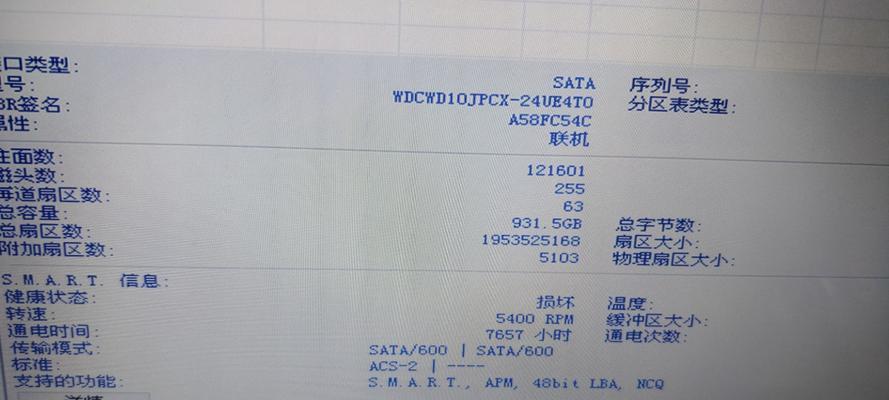 口类型: SATA 序列号:
号: WDCWD10JPCX-24UE4T0 分区表类型:
BR签名: A58FC54C
属性: 联机
柱面数: 121601
磁头数: 255
每道扇区数: 63
总容量: 931.5GB 总字节数:
总扇区数: 1953525168 扇区大小:
附加扇区数: 5103 物理扇区大小:
S.M.A.R.T. 信息:
健康状态: 损坏 温度:
转速: 5400 RPM 缓冲区大小:
通电时间: 7657 小时 通电次数:
传输模式: SATA/600 | SATA/600
标准: ACS-2 | ----
支持的功能: S.M.A.R.T., APM, 48bit LBA, NCQ